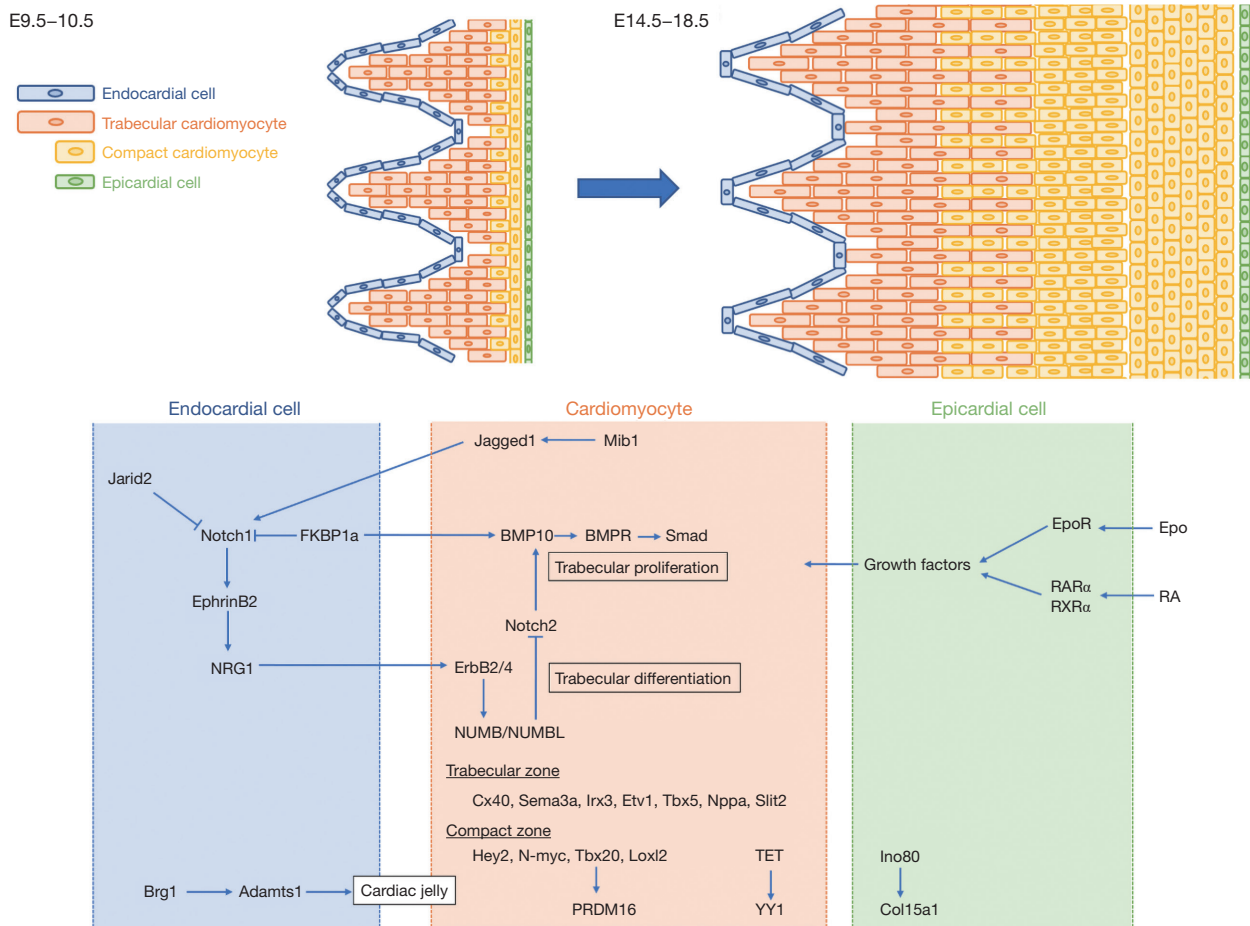 E9.5–10.5
E14.5–18.5
Endocardial cell
Trabecular cardiomyocyte
Compact cardiomyocyte
Epicardial cell
Endocardial cell
Cardiomyocyte
Epicardial cell
Jagged1
Mib1
Jarid2
Notch1
FKBP1a
BMP10
BMPR
Smad
EpoR
Epo
Trabecular proliferation
Growth factors
RARα
RXRα
RA
EphrinB2
Notch2
NRG1
ErbB2/4
Trabecular differentiation
NUMB/NUMBL
Trabecular zone
Cx40, Sema3a, Irx3, Etv1, Tbx5, Nppa, Slit2
Compact zone
Hey2, N-myc, Tbx20, Loxl2
TET
Ino80
Brg1
Adamts1
Cardiac jelly
PRDM16
YY1
Col15a1